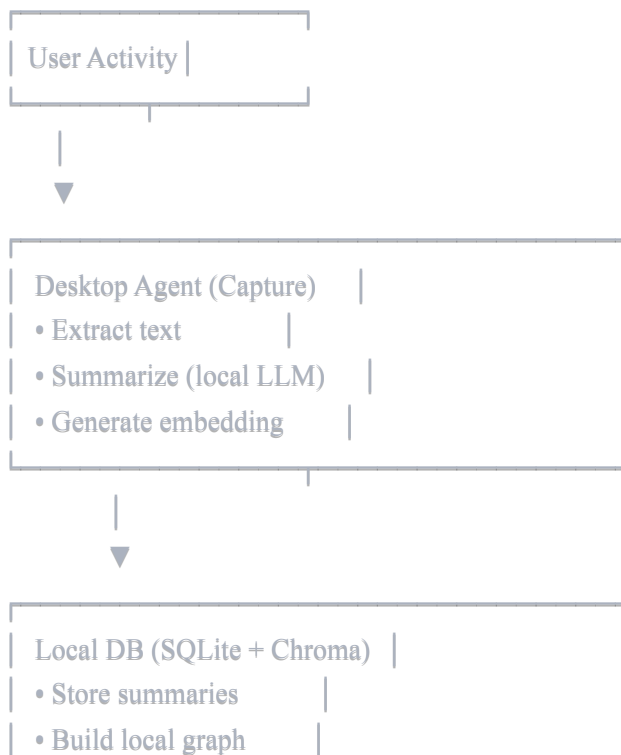 User Activity
▼
Desktop Agent (Capture)
• Extract text
• Summarize (local LLM)
• Generate embedding
▼
Local DB (SQLite + Chroma)
• Store summaries
• Build local graph